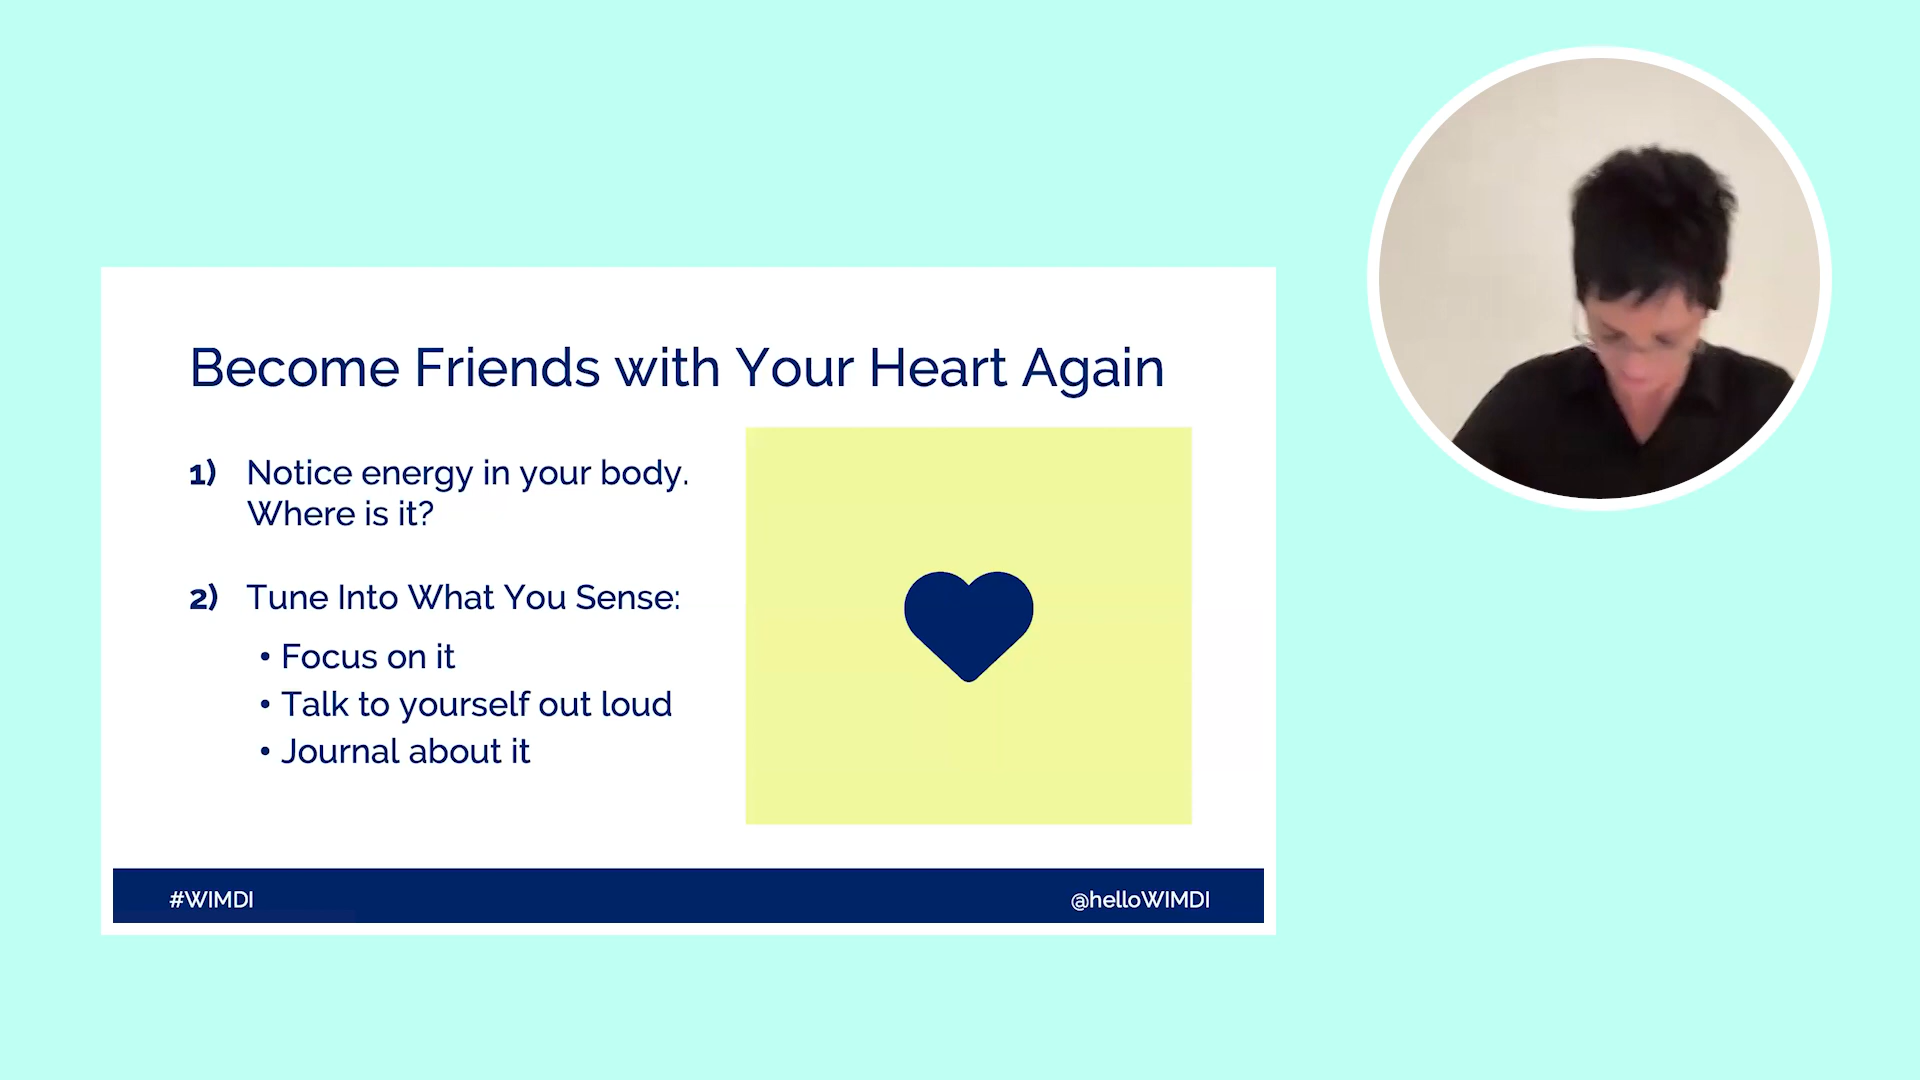 Become Friends with Your Heart Again
1) Notice energy in your body.
Where is it?
2) Tune Into What You Sense:
• Focus on it
• Talk to yourself out loud
• Journal about it
#WIMDI
@helloWIMDI